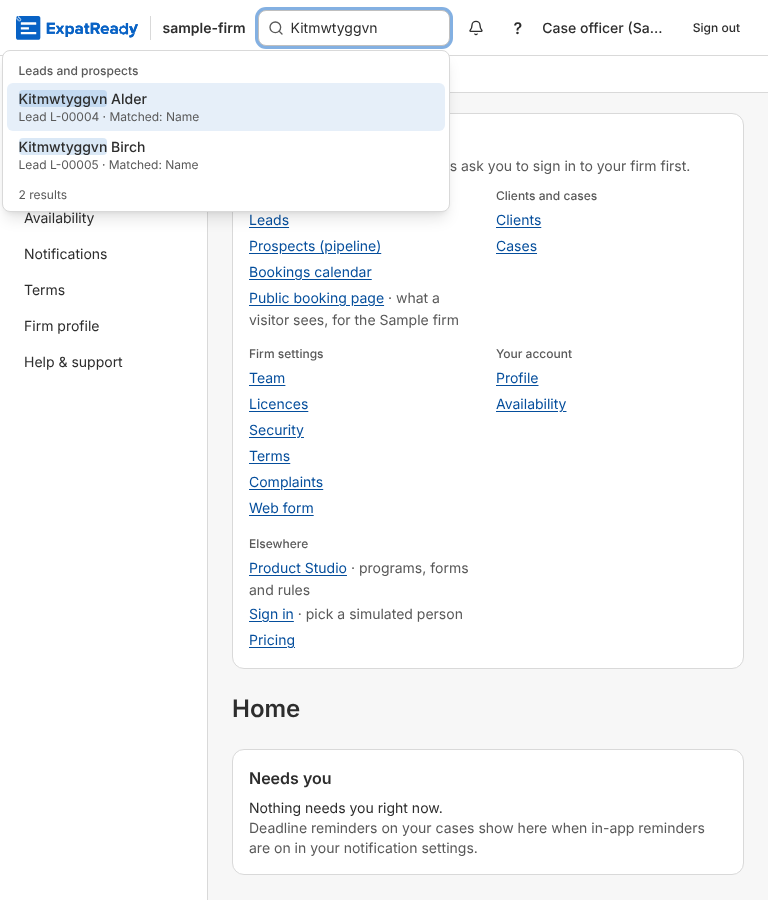 ExpatReady
sample-firm
Kitmwtyggvn
?
Case officer (Sa...
Sign out
Leads and prospects
Kitmwtyggvn Alder
Lead L-00004 · Matched: Name
Kitmwtyggvn Birch
Lead L-00005 · Matched: Name
2 results
s ask you to sign in to your firm first.
Availability
Notifications
Terms
Firm profile
Help & support
Leads
Prospects (pipeline)
Bookings calendar
Public booking page · what a
visitor sees, for the Sample firm
Clients and cases
Clients
Cases
Firm settings
Team
Licences
Security
Terms
Complaints
Web form
Your account
Profile
Availability
Elsewhere
Product Studio · programs, forms
and rules
Sign in · pick a simulated person
Pricing
Home
Needs you
Nothing needs you right now.
Deadline reminders on your cases show here when in-app reminders
are on in your notification settings.